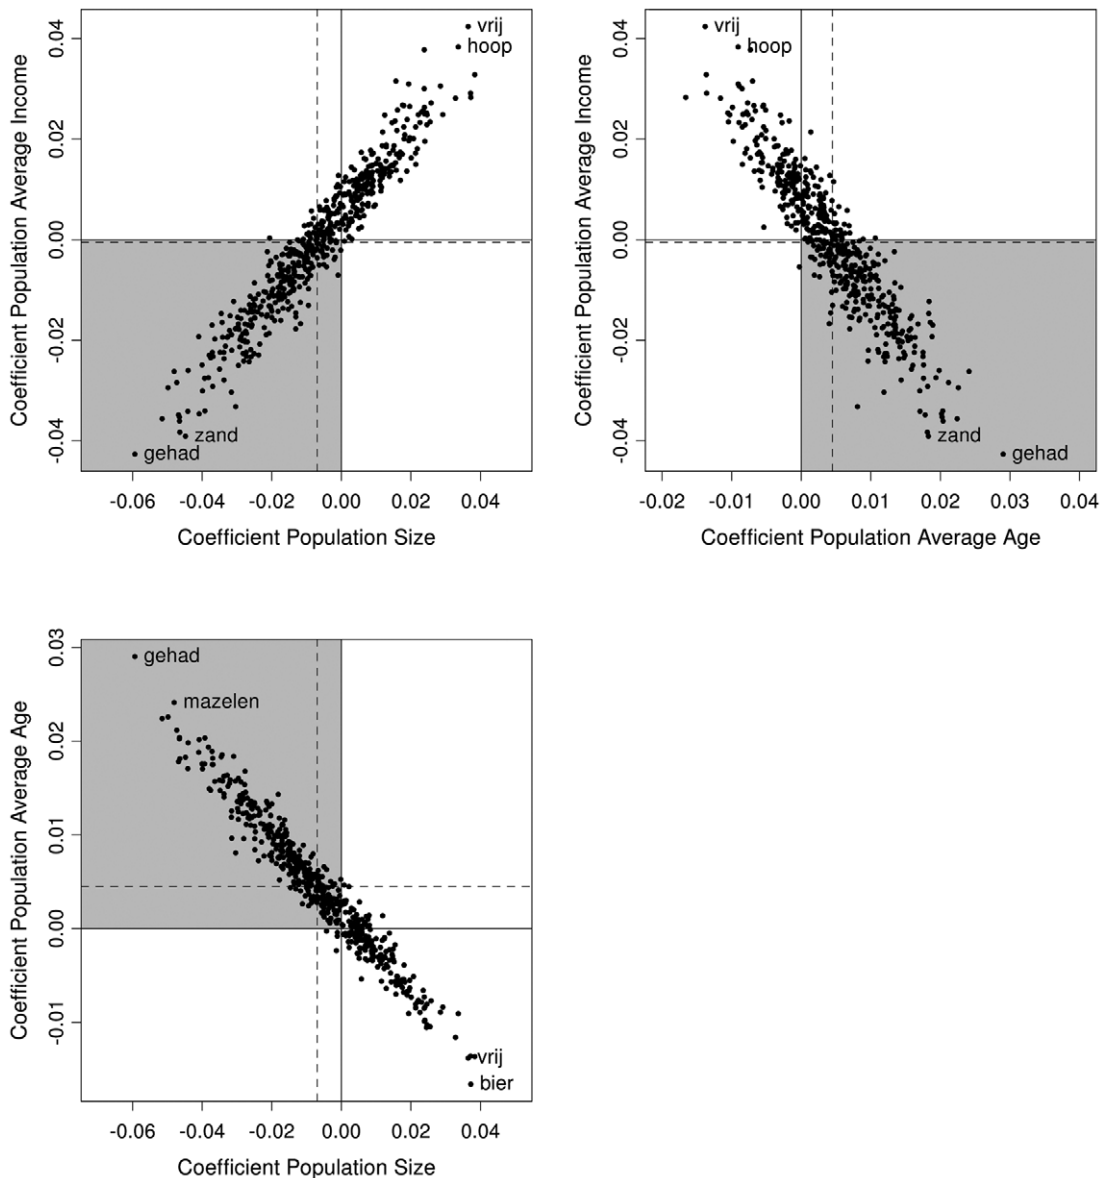 Coefficient Population Average Income
0.04
0.02
0.00
-0.02
-0.04
vrij
hoop
zand
gehad
-0.06 -0.04 -0.02 0.00 0.02 0.04
Coefficient Population Size
Coefficient Population Average Income
0.04
0.02
0.00
-0.02
-0.04
vrij
hoop
zand
gehad
-0.02 -0.01 0.00 0.01 0.02 0.03 0.04
Coefficient Population Average Age
Coefficient Population Average Age
0.03
0.02
0.01
0.00
-0.01
gehad
mazelen
vrij
bier
-0.06 -0.04 -0.02 0.00 0.02 0.04
Coefficient Population Size